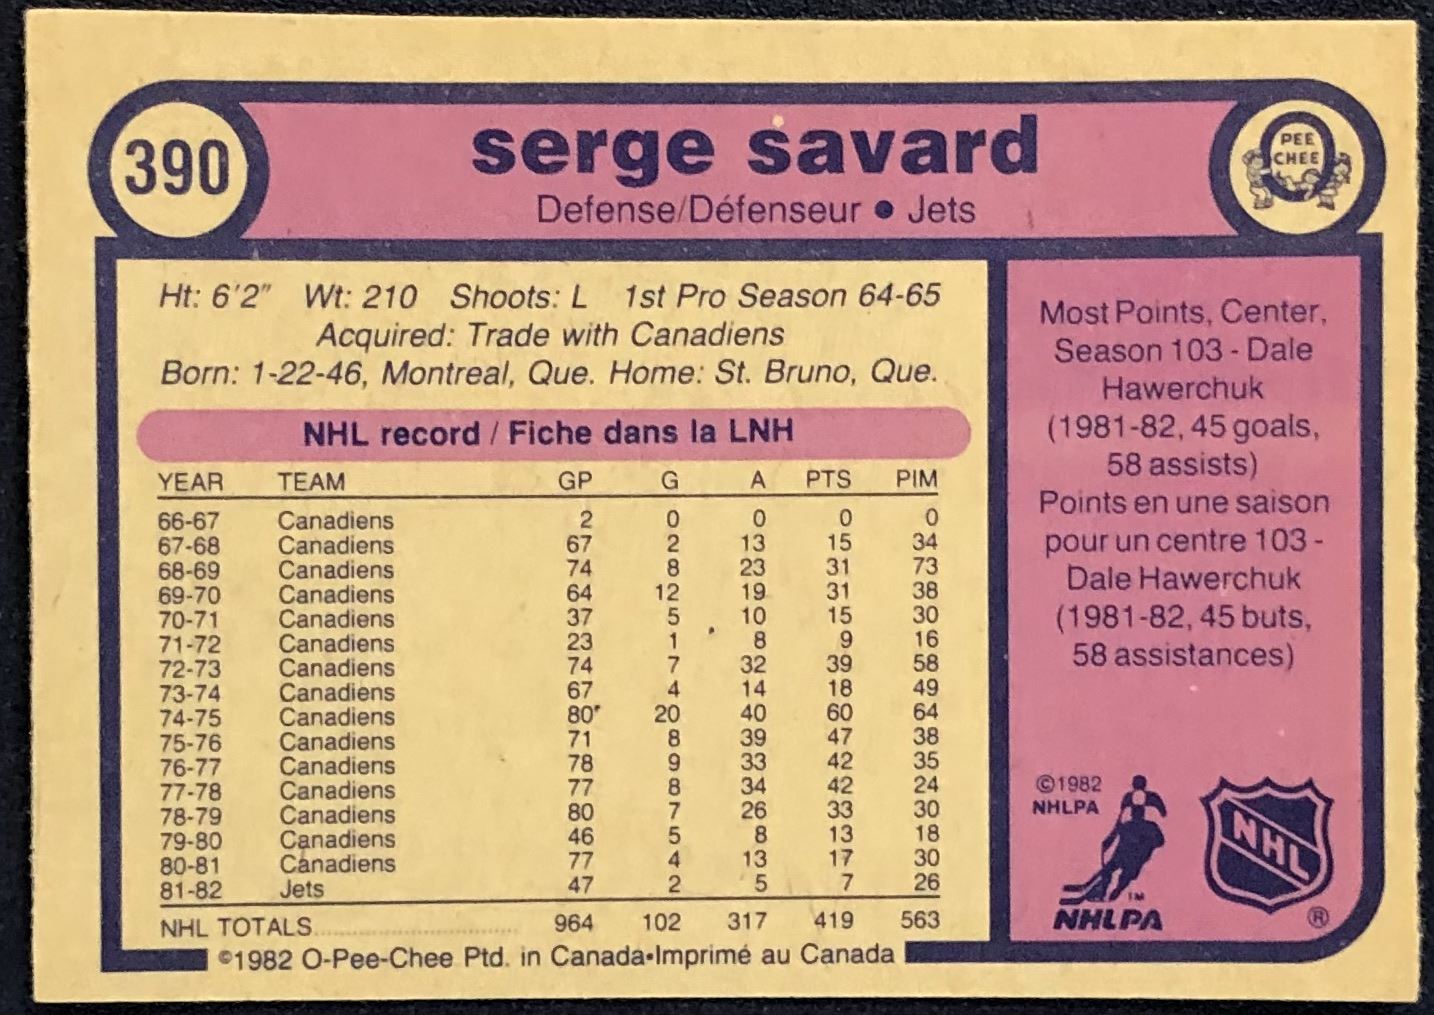 390
serge savard
Defense/Défenseur • Jets
PEE
CHEE
Ht: 6'2" Wt: 210 Shoots: L 1st Pro Season 64-65
Acquired: Trade with Canadiens
Born: 1-22-46, Montreal, Que. Home: St. Bruno, Que.
NHL record / Fiche dans la LNH
YEAR TEAM GP G A PTS PIM
66-67 Canadiens 2 0 0 0 0
67-68 Canadiens 67 2 13 15 34
68-69 Canadiens 74 8 23 31 73
69-70 Canadiens 64 12 19 31 38
70-71 Canadiens 37 5 10 15 30
71-72 Canadiens 23 1 8 9 16
72-73 Canadiens 74 7 32 39 58
73-74 Canadiens 67 4 14 18 49
74-75 Canadiens 80 20 40 60 64
75-76 Canadiens 71 8 39 47 38
76-77 Canadiens 78 9 33 42 35
77-78 Canadiens 77 8 34 42 24
78-79 Canadiens 80 7 26 33 30
79-80 Canadiens 46 5 8 13 18
80-81 Canadiens 77 4 13 17 30
81-82 Jets 47 2 5 7 26
NHL TOTALS 964 102 317 419 563
©1982 O-Pee-Chee Ptd. in Canada•Imprimé au Canada
Most Points, Center,
Season 103 - Dale
Hawerchuk
(1981-82, 45 goals,
58 assists)
Points en une saison
pour un centre 103 -
Dale Hawerchuk
(1981-82, 45 buts,
58 assistances)
©1982
NHLPA
TM
NHLPA
NHL
®